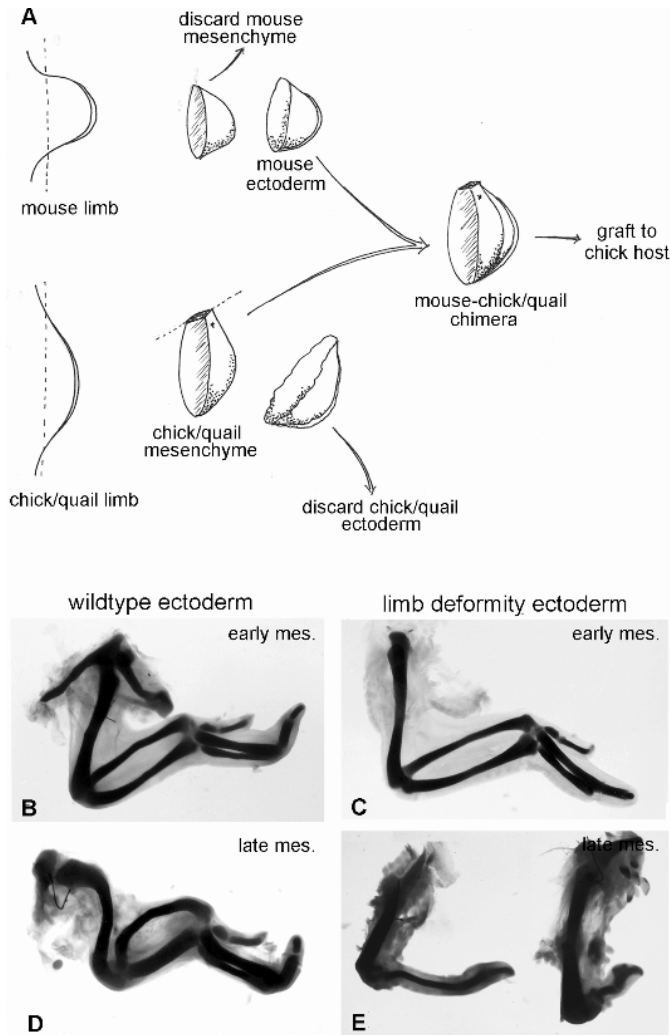 A
discard mouse
mesenchyme
mouse
ectoderm
mouse limb
graft to
chick host
mouse-chick/quail
chimera
chick/quail
mesenchyme
chick/quail limb
discard chick/quail
ectoderm
wildtype ectoderm
limb deformity ectoderm
early mes.
early mes.
B
C
late mes.
late mes.
D
E